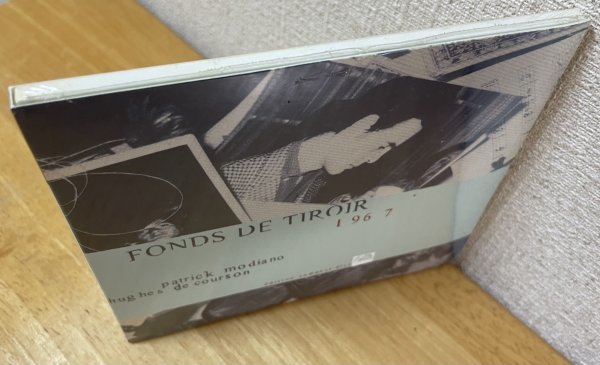 FONDS DE TIROIR
1967
patrick modiano
hughes de courson